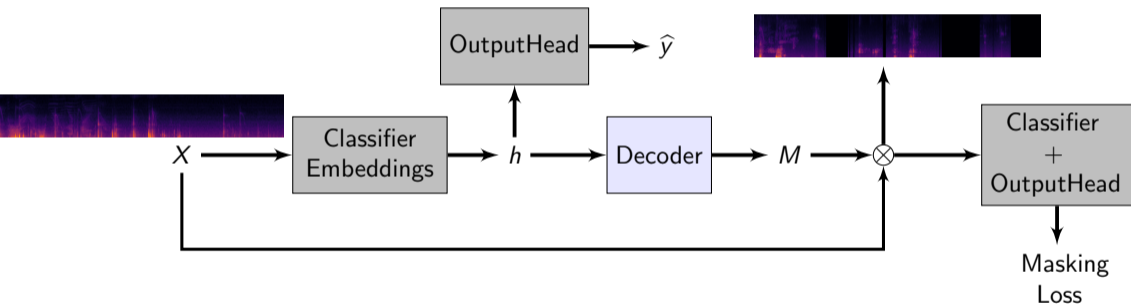 OutputHead
ŷ
X
Classifier
Embeddings
h
Decoder
M
Classifier
+
OutputHead
Masking
Loss